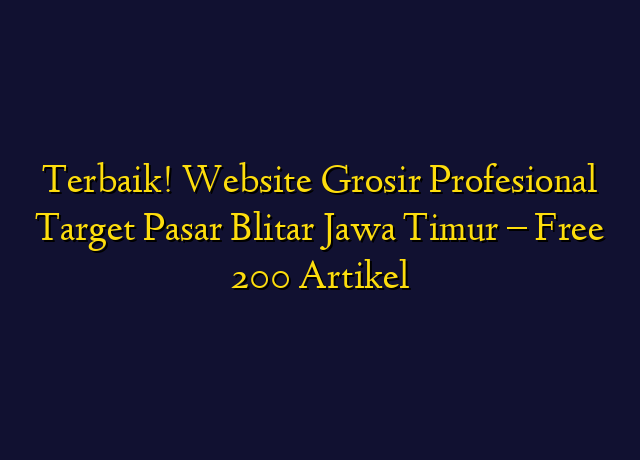 Terbaik! Website Grosir Profesional
Target Pasar Blitar Jawa Timur – Free
200 Artikel